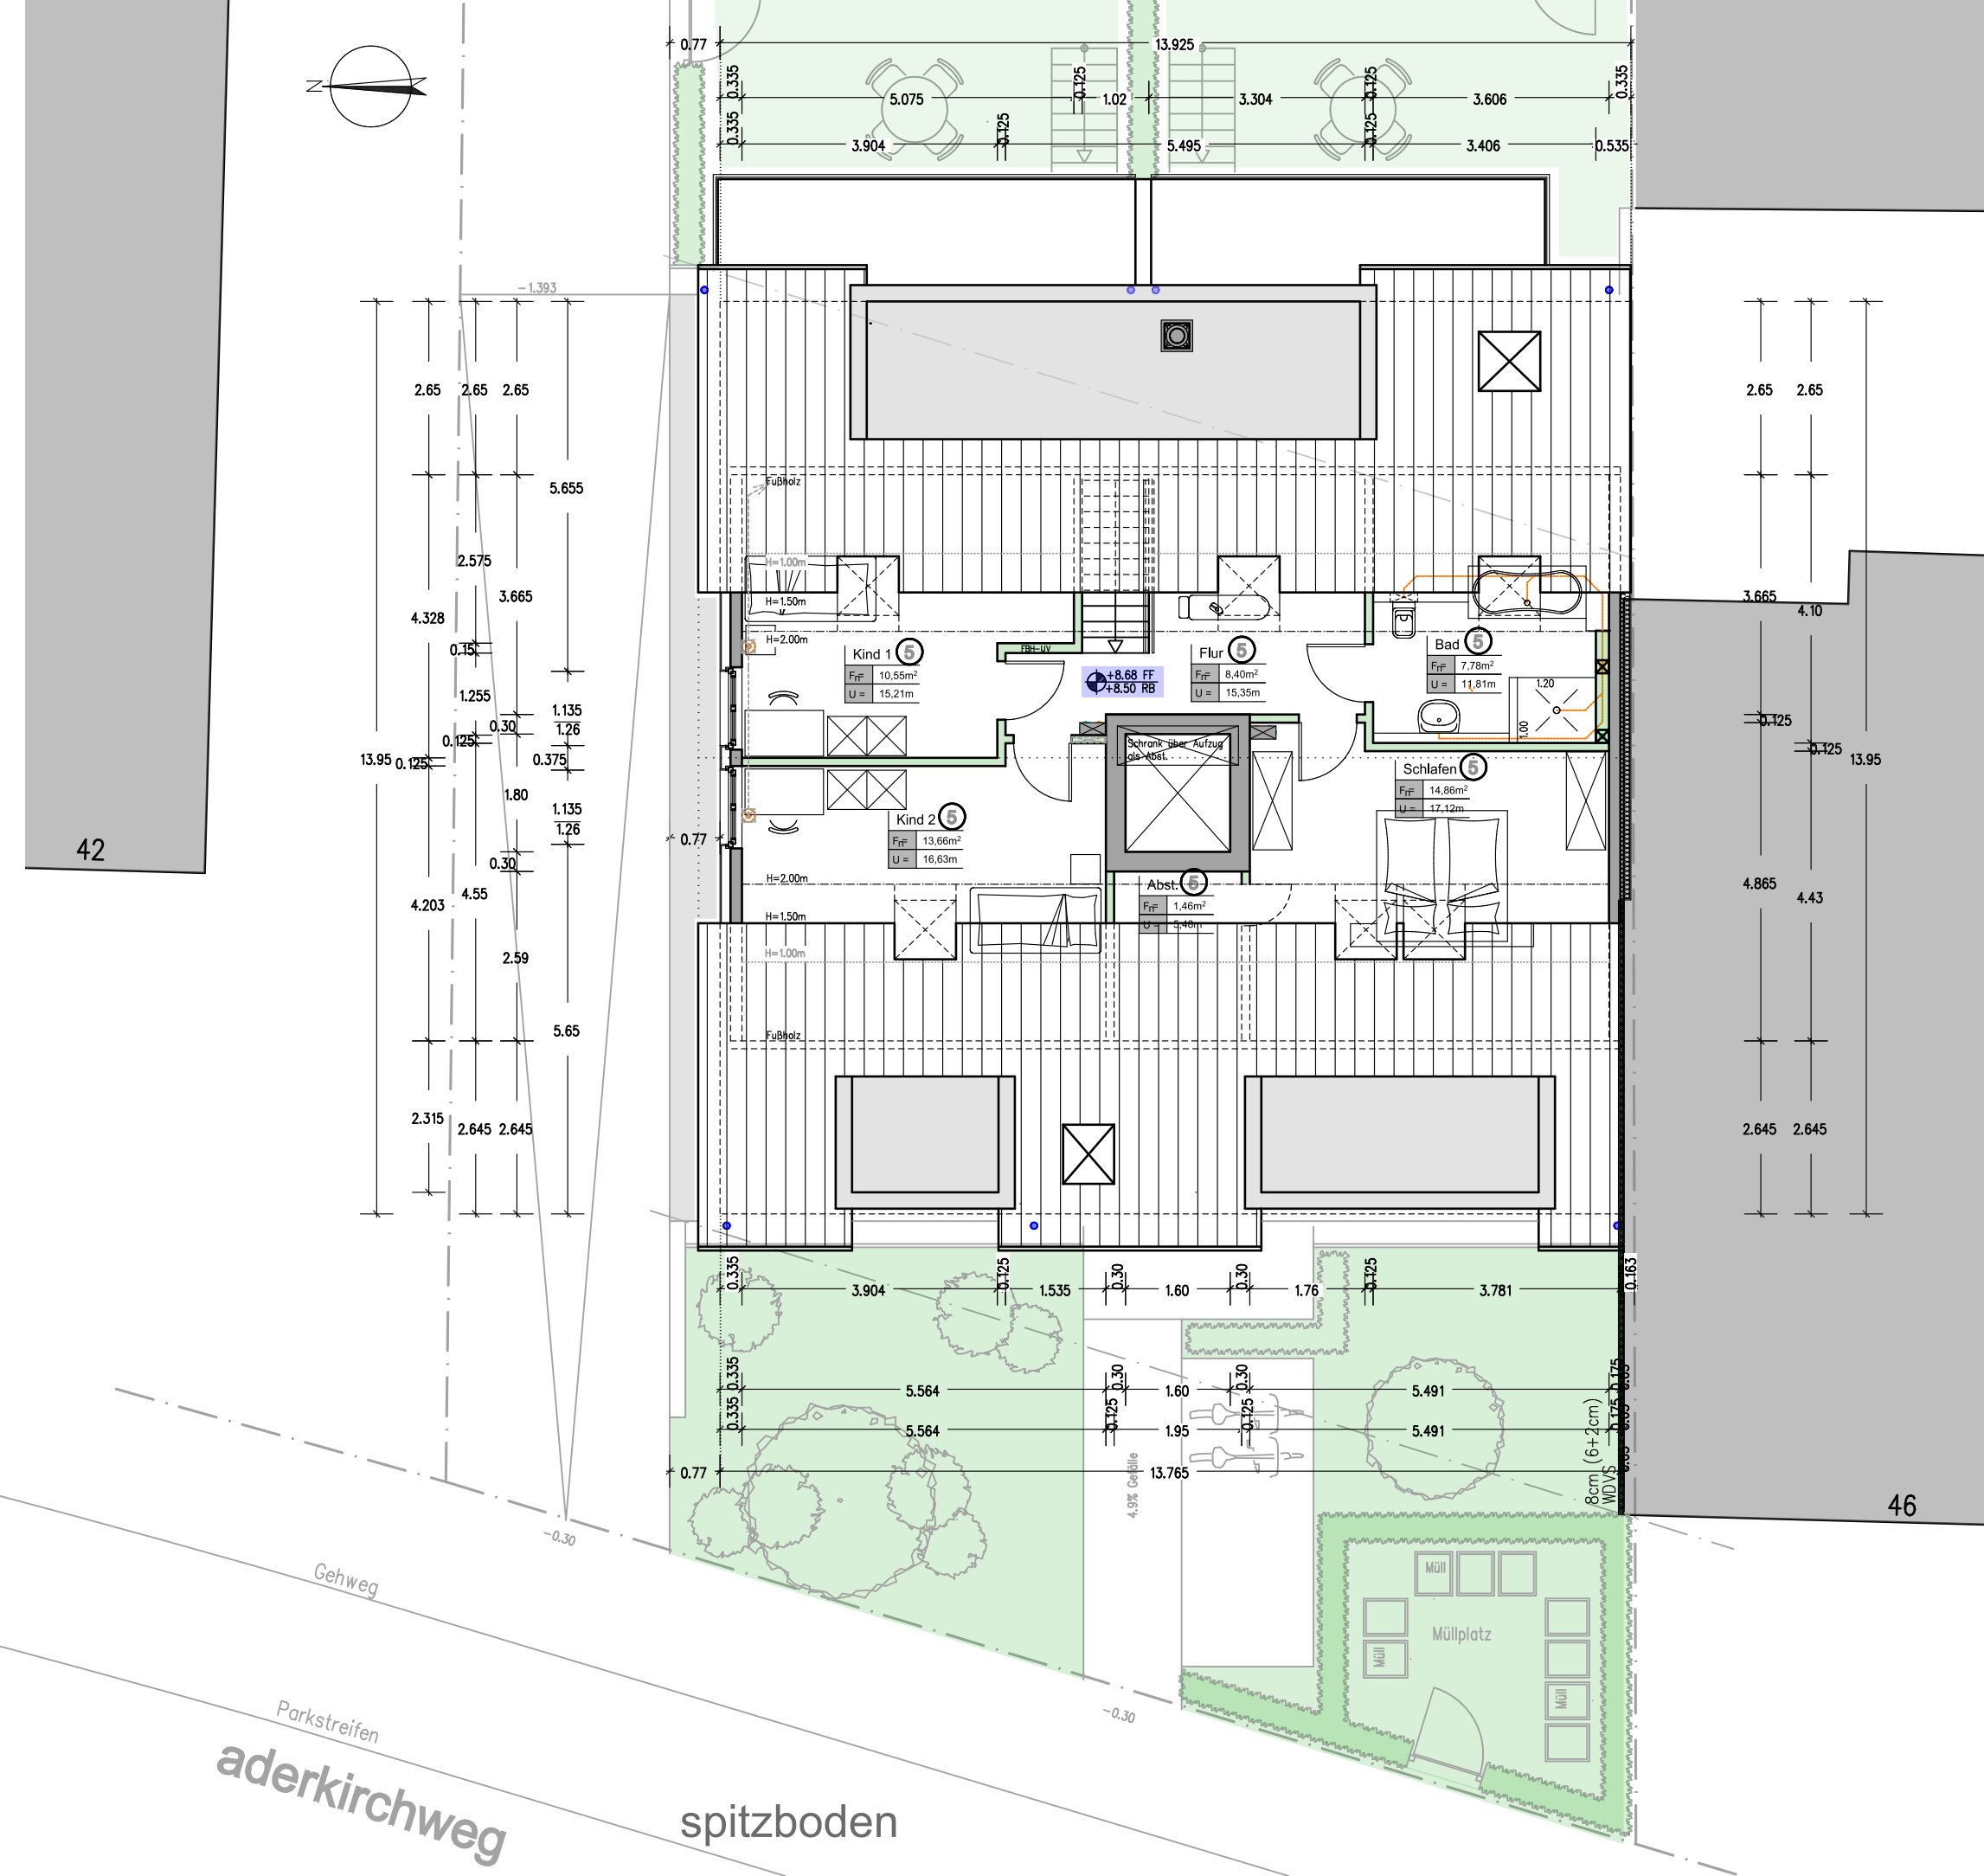 0.77
13.925
N
0.335
5.075
0.125
1.02
3.304
0.125
3.606
0.335
0.335
3.904
0.125
5.495
0.125
3.406
0.535
-1.393
2.65
2.65
2.65
2.65
2.65
5.655
Fußholz
2.575
H=1.00m
3.665
H=1.50m
3.665
4.328
4.10
H=2.00m
0.15
FBH-UV
Kind 1 5
Fn= 10,55m²
U = 15,21m
Flur 5
Fn= 8,40m²
U = 15,35m
Bad 5
Fn= 7,78m²
U = 11,81m
+8.68 FF
+8.50 RB
1.20
1.00
1.255
1.135
1.26
0.30
0.125
0.125
0.125
13.95
0.125
0.375
13.95
Schrank über Aufzug
als Abst.
Schlafen 5
Fn= 14,86m²
U = 17,12m
1.80
1.135
1.26
Kind 2 5
Fn= 13,66m²
U = 16,63m
0.77
42
0.30
H=2.00m
Abst. 5
Fn= 1,46m²
U = 5,48m
4.203
4.55
4.865
4.43
H=1.50m
H=1.00m
2.59
5.65
Fußholz
2.315
2.645
2.645
2.645
2.645
0.335
3.904
0.125
1.535
0.30
1.60
0.30
1.76
0.125
3.781
0.163
0.335
5.564
0.30
1.60
0.30
5.491
0.175
0.335
5.564
0.125
1.95
0.125
5.491
0.175
0.77
13.765
4.9% Gefälle
8cm (6+2cm)
WDVS
46
-0.30
Gehweg
Müll
Müllplatz
Müll
Müll
-0.30
Parkstreifen
aderkirchweg
spitzboden